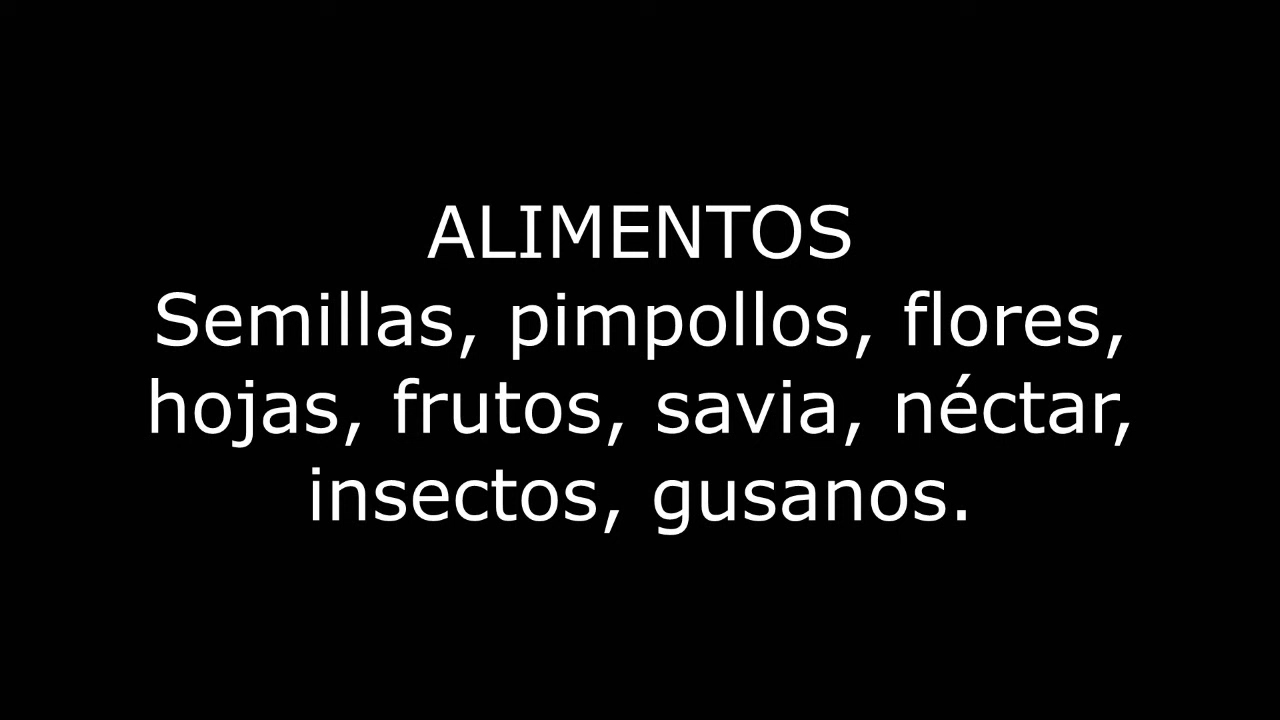 ALIMENTOS
Semillas, pimpollos, flores,
hojas, frutos, savia, néctar,
insectos, gusanos.